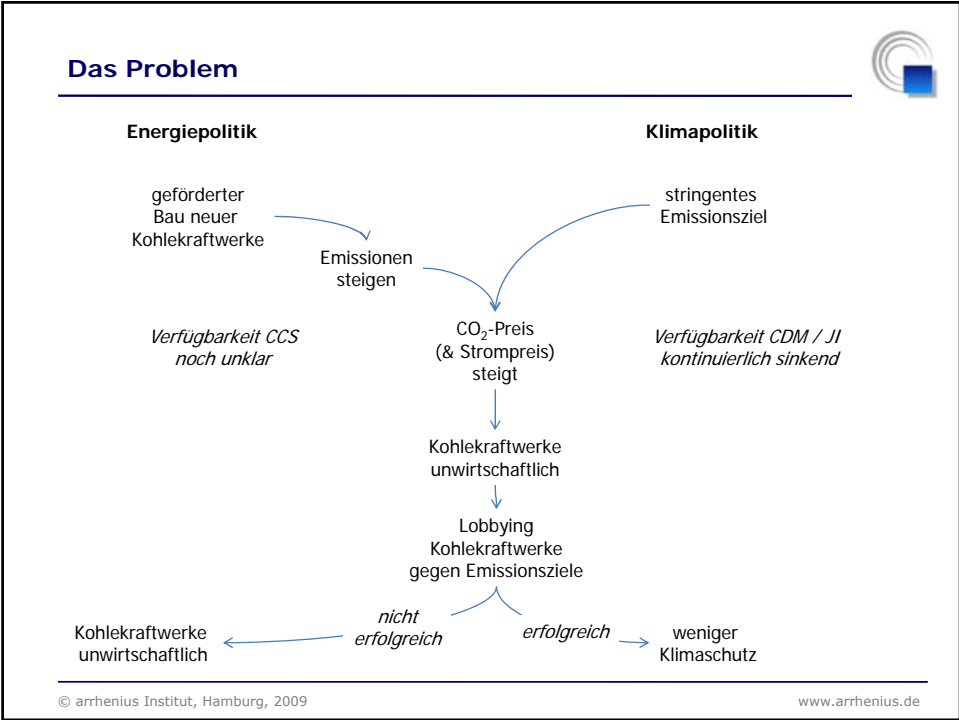 Das Problem
Energiepolitik
Klimapolitik
geförderter
Bau neuer
Kohlekraftwerke
stringentes
Emissionsziel
Emissionen
steigen
Verfügbarkeit CCS
noch unklar
CO₂-Preis
(& Strompreis)
steigt
Verfügbarkeit CDM / JI
kontinuierlich sinkend
Kohlekraftwerke
unwirtschaftlich
Lobbying
Kohlekraftwerke
gegen Emissionsziele
nicht
erfolgreich
erfolgreich
Kohlekraftwerke
unwirtschaftlich
weniger
Klimaschutz
© arrhenius Institut, Hamburg, 2009
www.arrhenius.de